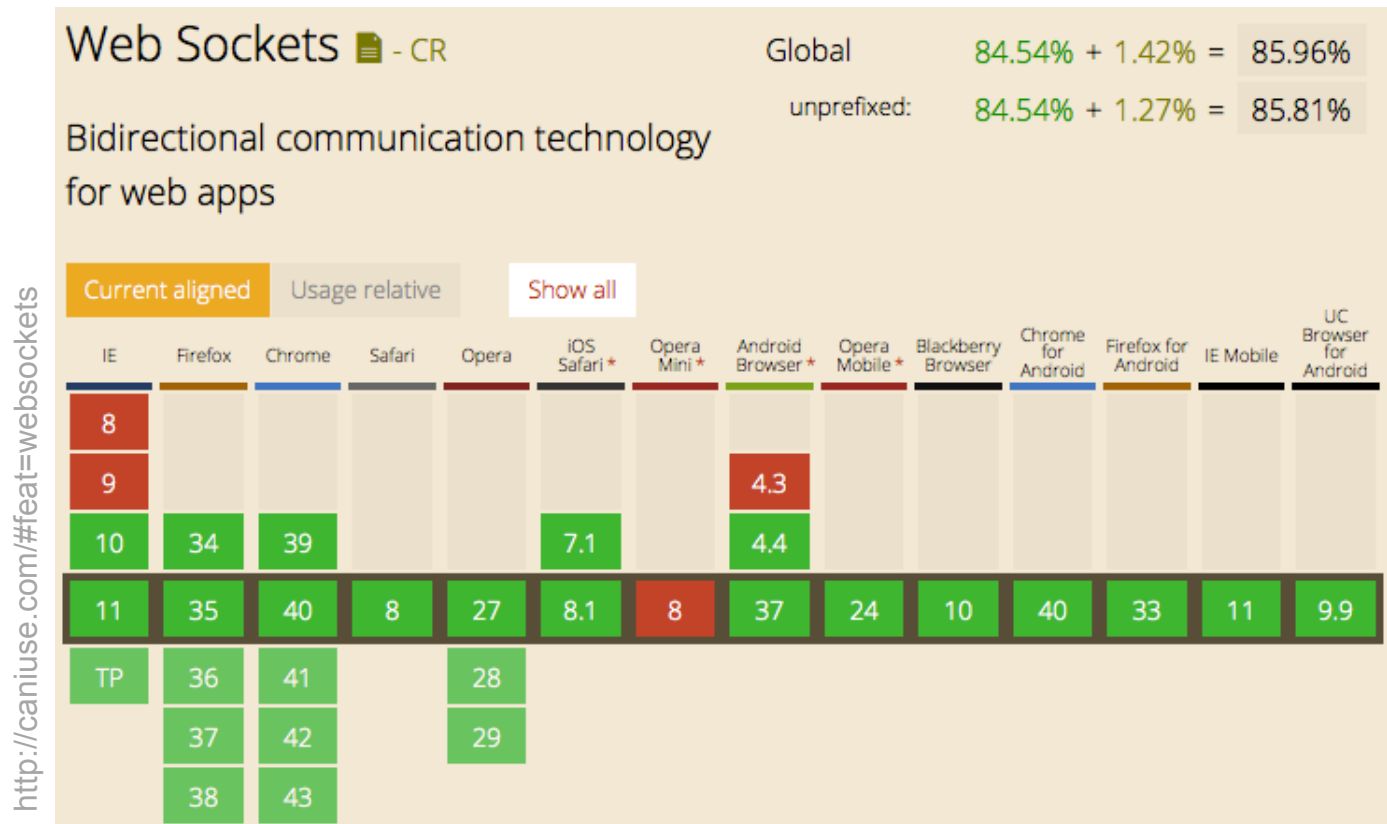 Web Sockets - CR
Global 84.54% + 1.42% = 85.96%
unprefixed: 84.54% + 1.27% = 85.81%
Bidirectional communication technology
for web apps
Current aligned Usage relative Show all
IE Firefox Chrome Safari Opera iOS Safari * Opera Mini * Android Browser * Opera Mobile * Blackberry Browser Chrome for Android Firefox for Android IE Mobile UC Browser for Android
8
9 4.3
10 34 39 7.1 4.4
11 35 40 8 27 8.1 8 37 24 10 40 33 11 9.9
TP 36 41 28
37 42 29
38 43
http://caniuse.com/#feat=websockets